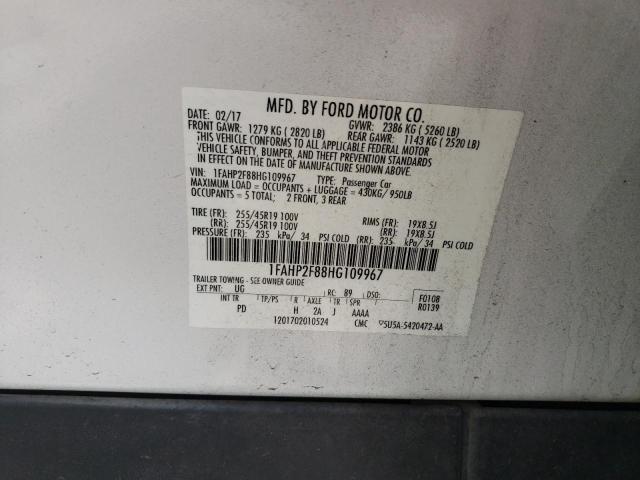 MFD. BY FORD MOTOR CO.
DATE: 02/17 GVWR: 2386 KG ( 5260 LB)
FRONT GAWR: 1279 KG ( 2820 LB) REAR GAWR: 1143 KG ( 2520 LB)
THIS VEHICLE CONFORMS TO ALL APPLICABLE FEDERAL MOTOR
VEHICLE SAFETY, BUMPER, AND THEFT PREVENTION STANDARDS
IN EFFECT ON THE DATE OF MANUFACTURE SHOWN ABOVE.
VIN: 1FAHP2F88HG109967 TYPE: Passenger Car
MAXIMUM LOAD = OCCUPANTS + LUGGAGE = 430KG/ 950LB
OCCUPANTS = 5 TOTAL; 2 FRONT, 3 REAR
TIRE (FR): 255/45R19 100V RIMS (FR): 19X8.5J
(RR): 255/45R19 100V (RR): 19X8.5J
PRESSURE (FR): 235 kPa/ 34 PSI COLD (RR): 235 kPa/ 34 PSI COLD
1FAHP2F88HG109967
TRAILER TOWING - SEE OWNER GUIDE
EXT PNT: UG RC: 89 DSO: F0108
INT TR TP/PS R AXLE TR SPR R0139
PD H 2A J AAAA
1201702010524 CMC 5U5A-5420472-AA